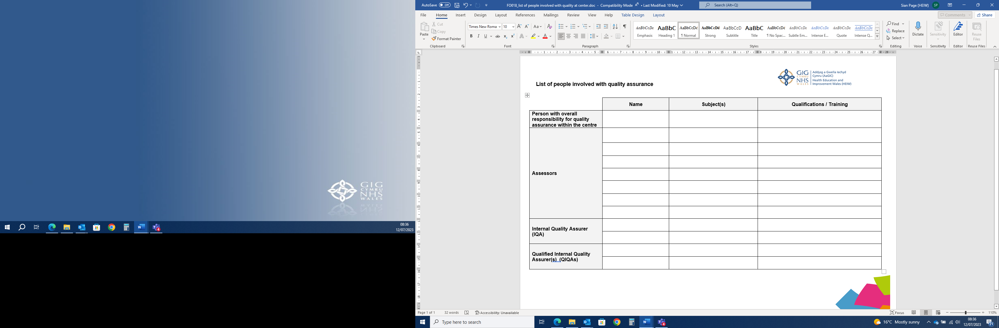 GIG
CYMRU
NHS
WALES
08:36
12/07/2023
AutoSave Off
FO018_list of people involved with quality at center.doc - Compatibility Mode • Last Modified: 10 May
Search (Alt+Q)
Sian Page (HEIW) SP
File Home Insert Design Layout References Mailings Review View Help Table Design Layout
Comments Share
Paste
Cut
Copy
Format Painter
Clipboard
Times New Roma 10
Font
Paragraph
AaBbCcDc AaBbC AaBbCcDc AaBbCcDd AaBbCcD AaBbC AaBbCcDc AaBbCcDc AaBbCcDc AaBbCcDc AaBbCcDc
Emphasis Heading 1 ¶ Normal Strong Subtitle Title ¶ No Spac... Subtle Em... Intense E... Quote Intense Q...
Styles
Find
Replace
Select
Editing
Dictate
Voice
Sensitivity
Sensitivity
Editor
Editor
Reuse
Files
Reuse Files
GIG
CYMRU
NHS
WALES
Addysg a Gwella Iechyd
Cymru (AaGIC)
Health Education and
Improvement Wales (HEIW)
List of people involved with quality assurance
Name Subject(s) Qualifications / Training
Person with overall
responsibility for quality
assurance within the centre
Assessors
Internal Quality Assurer
(IQA)
Qualified Internal Quality
Assurer(s) (QIQAs)
Page 1 of 1 32 words Accessibility: Unavailable
Focus 110%
Type here to search
16°C Mostly sunny
08:36
12/07/2023
21